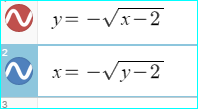 y = −√x−2
2
x = −√y−2
3